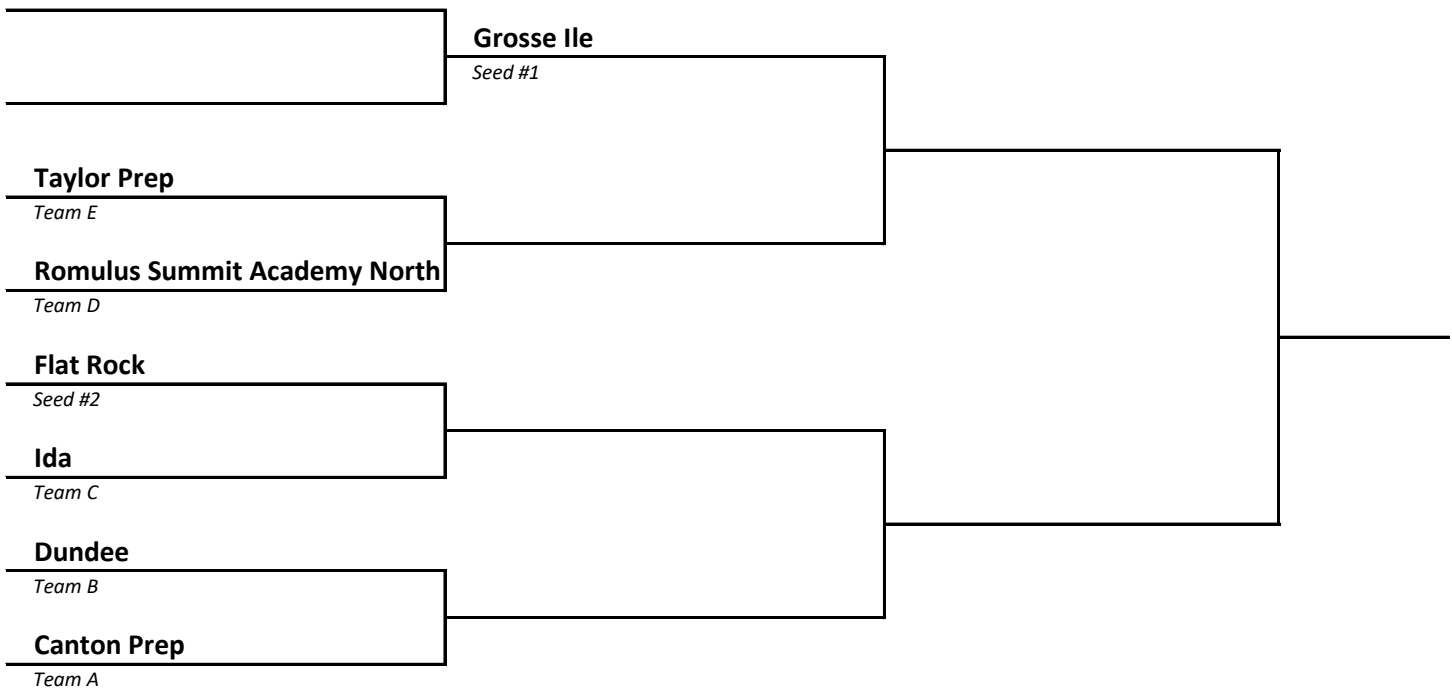 Grosse Ile
Seed #1
Taylor Prep
Team E
Romulus Summit Academy North
Team D
Flat Rock
Seed #2
Ida
Team C
Dundee
Team B
Canton Prep
Team A